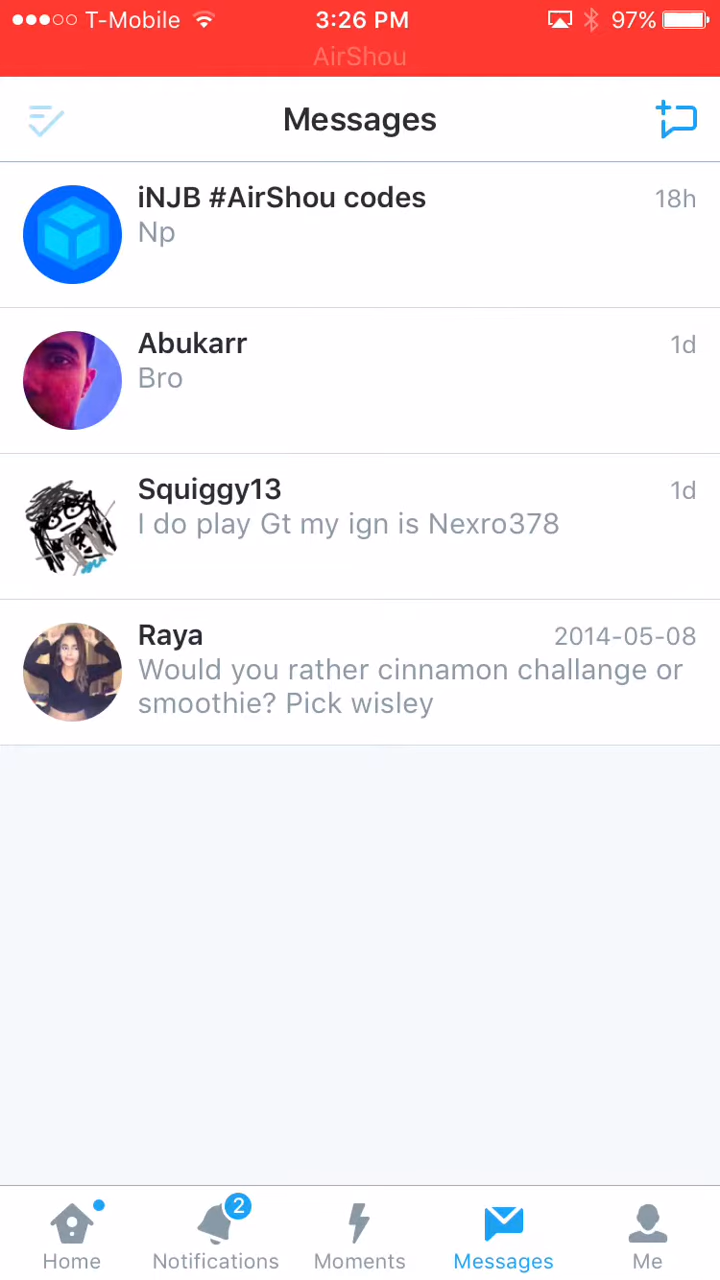 T-Mobile 3:26 PM 97%
AirShou
Messages
iNJB #AirShou codes 18h
Np
Abukarr 1d
Bro
Squiggy13 1d
I do play Gt my ign is Nexro378
Raya 2014-05-08
Would you rather cinnamon challange or
smoothie? Pick wisley
2
Home Notifications Moments Messages Me